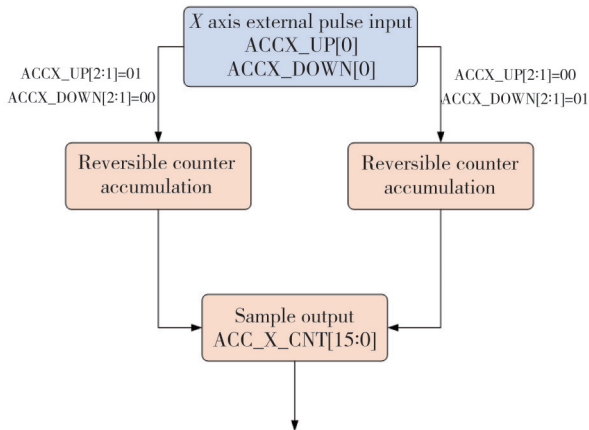 X axis external pulse input
ACCX_UP[0]
ACCX_DOWN[0]
ACCX_UP[2:1]=01
ACCX_DOWN[2:1]=00
ACCX_UP[2:1]=00
ACCX_DOWN[2:1]=01
Reversible counter
accumulation
Reversible counter
accumulation
Sample output
ACC_X_CNT[15:0]